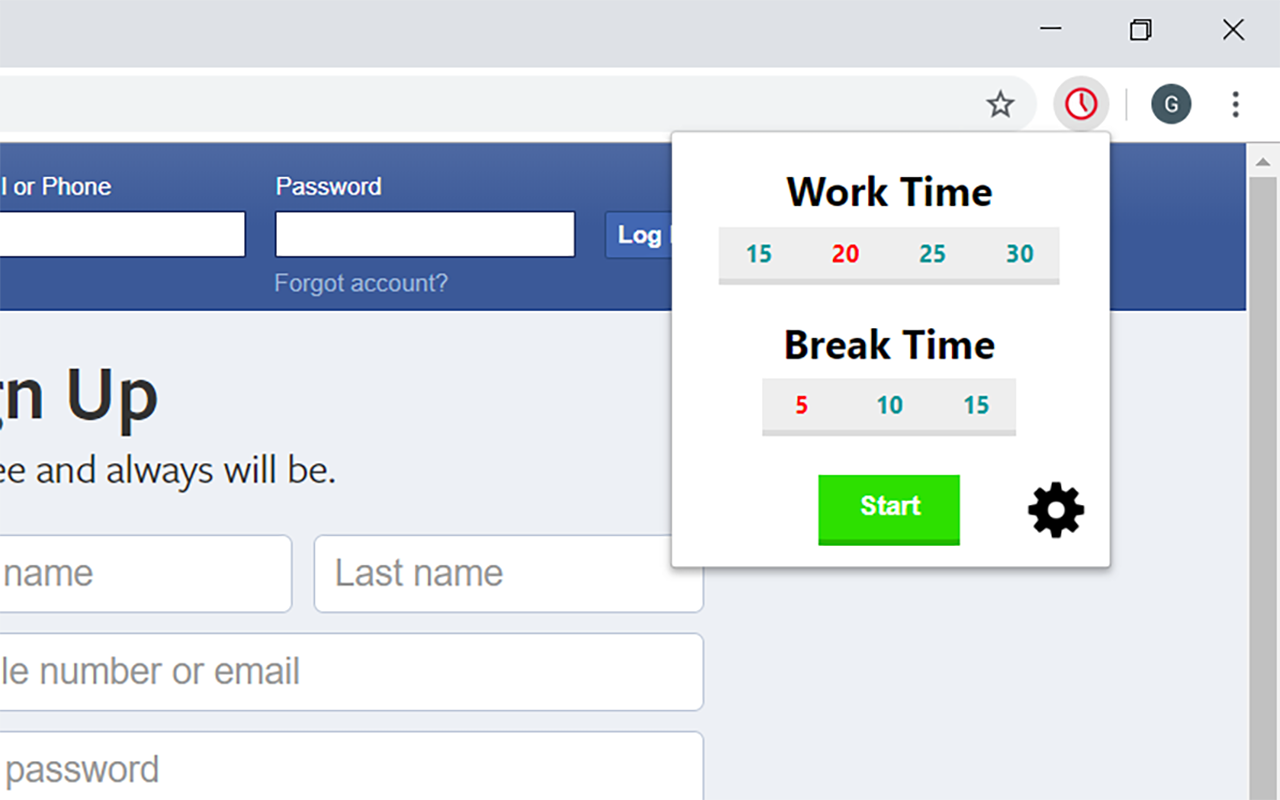 G
l or Phone
Password
Log
Forgot account?
Work Time
15 20 25 30
Break Time
5 10 15
Start
gn Up
ee and always will be.
name
Last name
le number or email
password